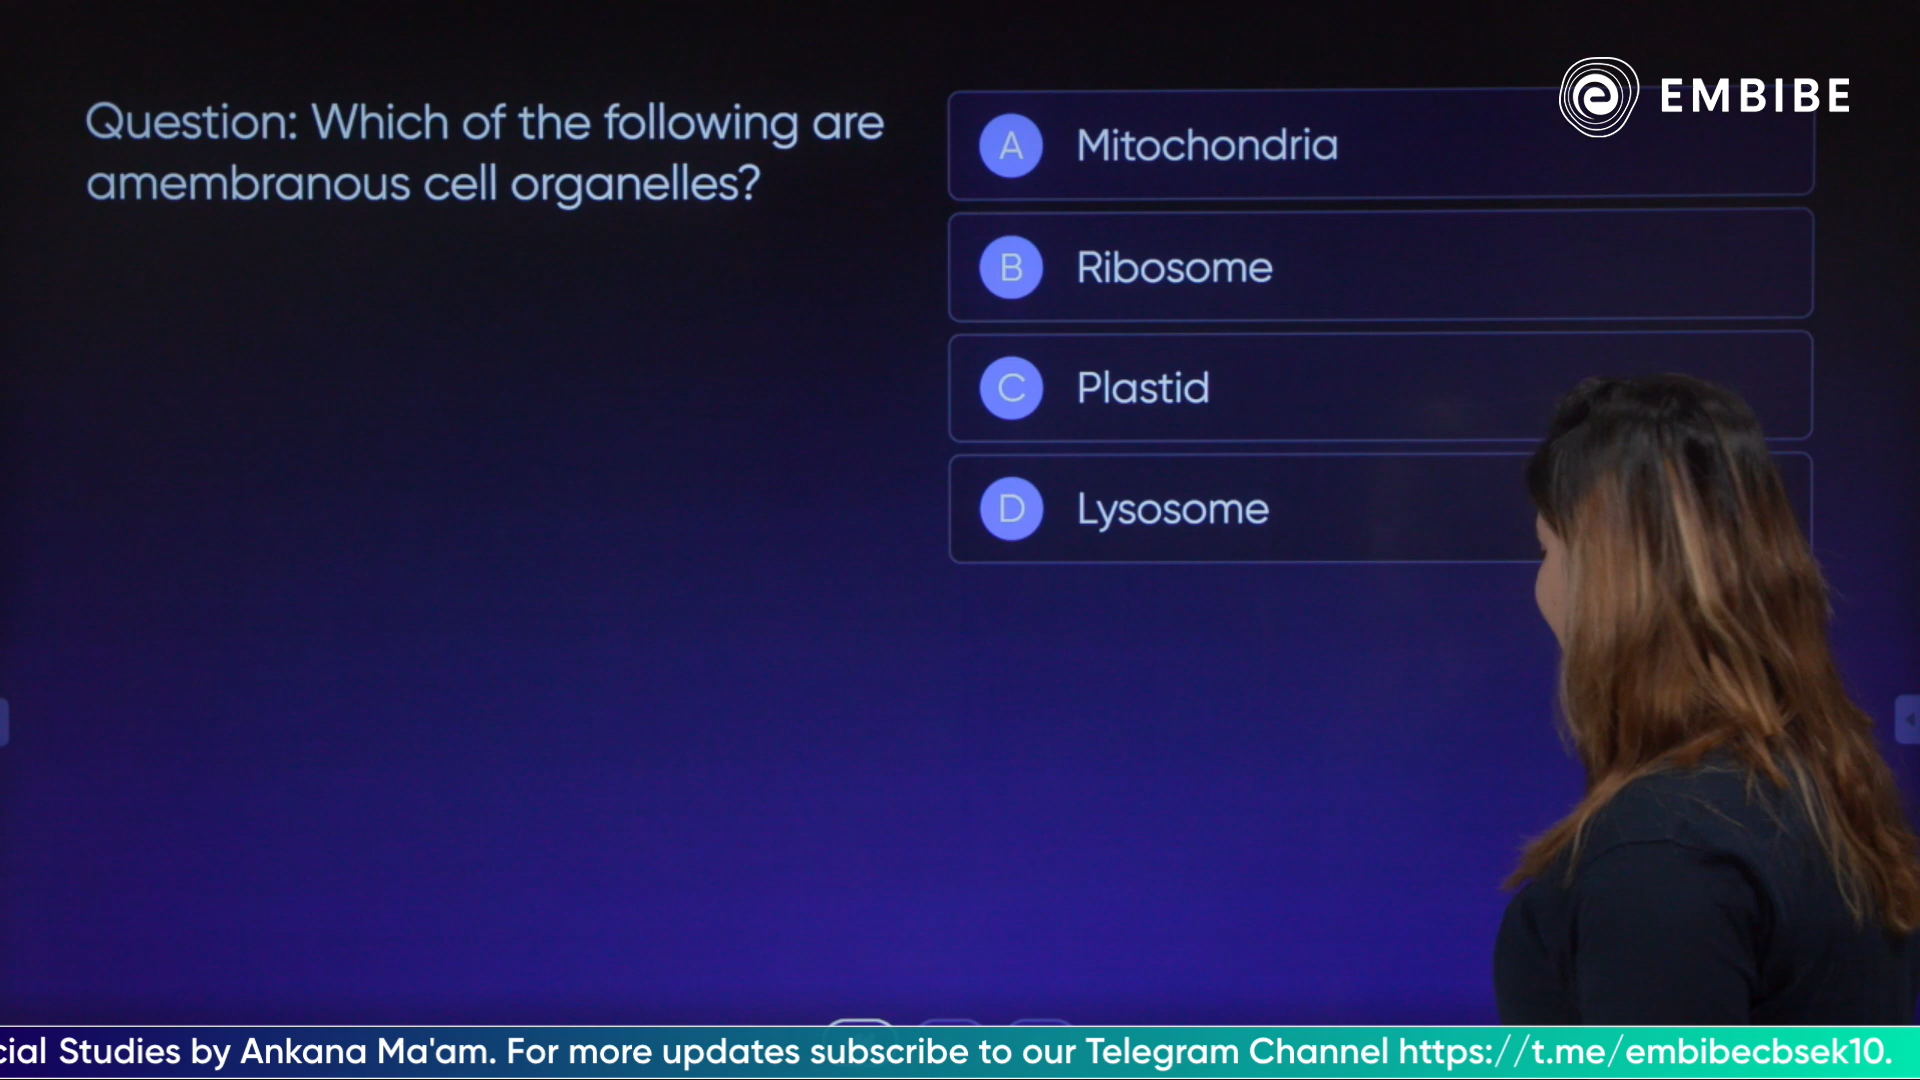 EMBIBE
Question: Which of the following are
amembranous cell organelles?
A Mitochondria
B Ribosome
C Plastid
D Lysosome
cial Studies by Ankana Ma'am. For more updates subscribe to our Telegram Channel https://t.me/embibecbsek10.